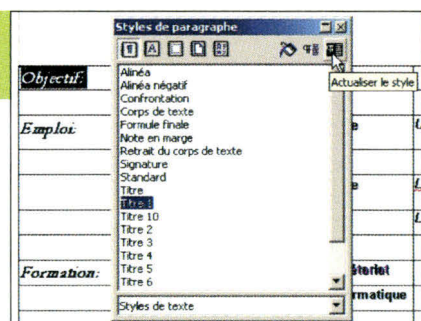 Styles de paragraphe
Objectif:
Actualiser le style
Alinéa
Alinéa négatif
Confrontation
Corps de texte
Emploi:
Formule finale
Note en marge
Retrait du corps de texte
Signature
Standard
Titre
Titre 1
Titre 10
Titre 2
Titre 3
Titre 4
Formation:
Titre 5
Titre 6
rmatique
Styles de texte